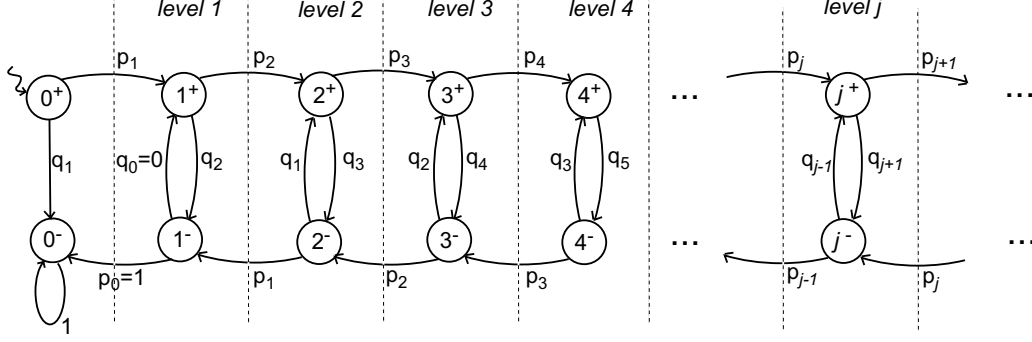 level 1 level 2 level 3 level 4 level j
p₁ p₂ p₃ p₄ pⱼ pⱼ₊₁
0⁺ 1⁺ 2⁺ 3⁺ 4⁺ ... j⁺ ...
q₁ q₀=0 q₂ q₁ q₃ q₂ q₄ q₃ q₅ qⱼ₋₁ qⱼ₊₁
0⁻ 1⁻ 2⁻ 3⁻ 4⁻ ... j⁻ ...
p₀=1 p₁ p₂ p₃ pⱼ₋₁ pⱼ
1